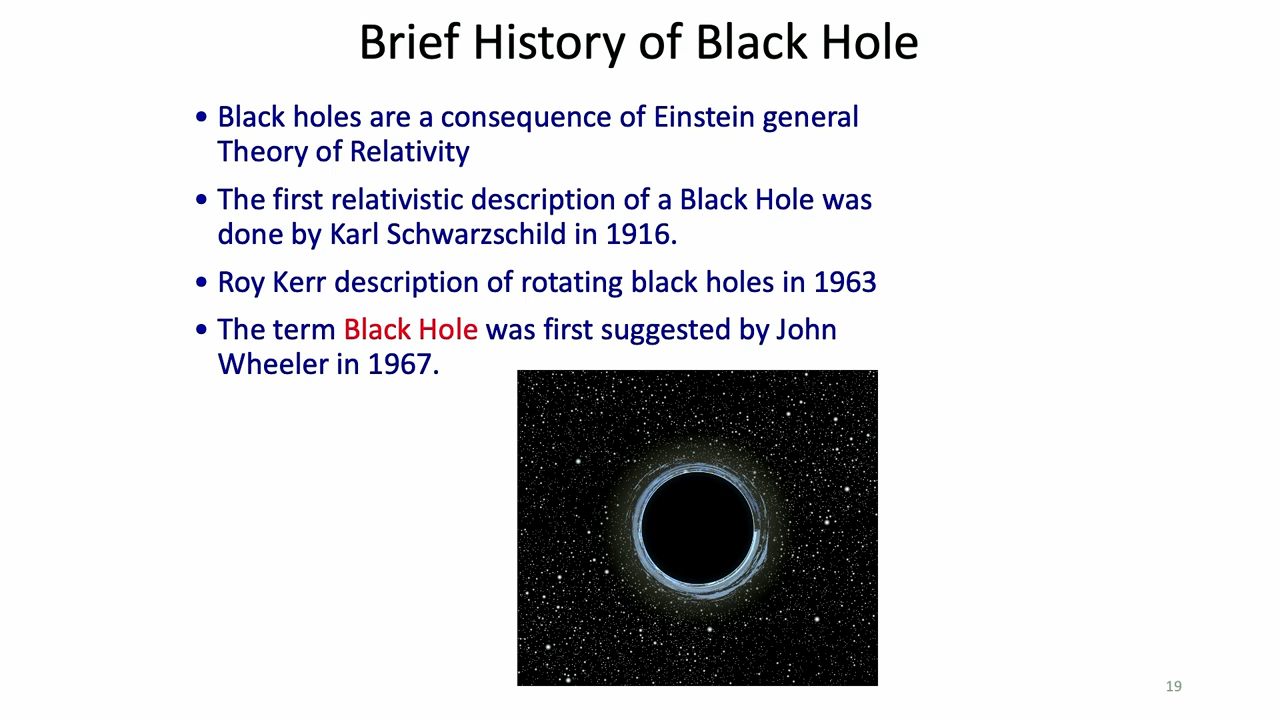 Brief History of Black Hole
• Black holes are a consequence of Einstein general
Theory of Relativity
• The first relativistic description of a Black Hole was
done by Karl Schwarzschild in 1916.
• Roy Kerr description of rotating black holes in 1963
• The term Black Hole was first suggested by John
Wheeler in 1967.
19